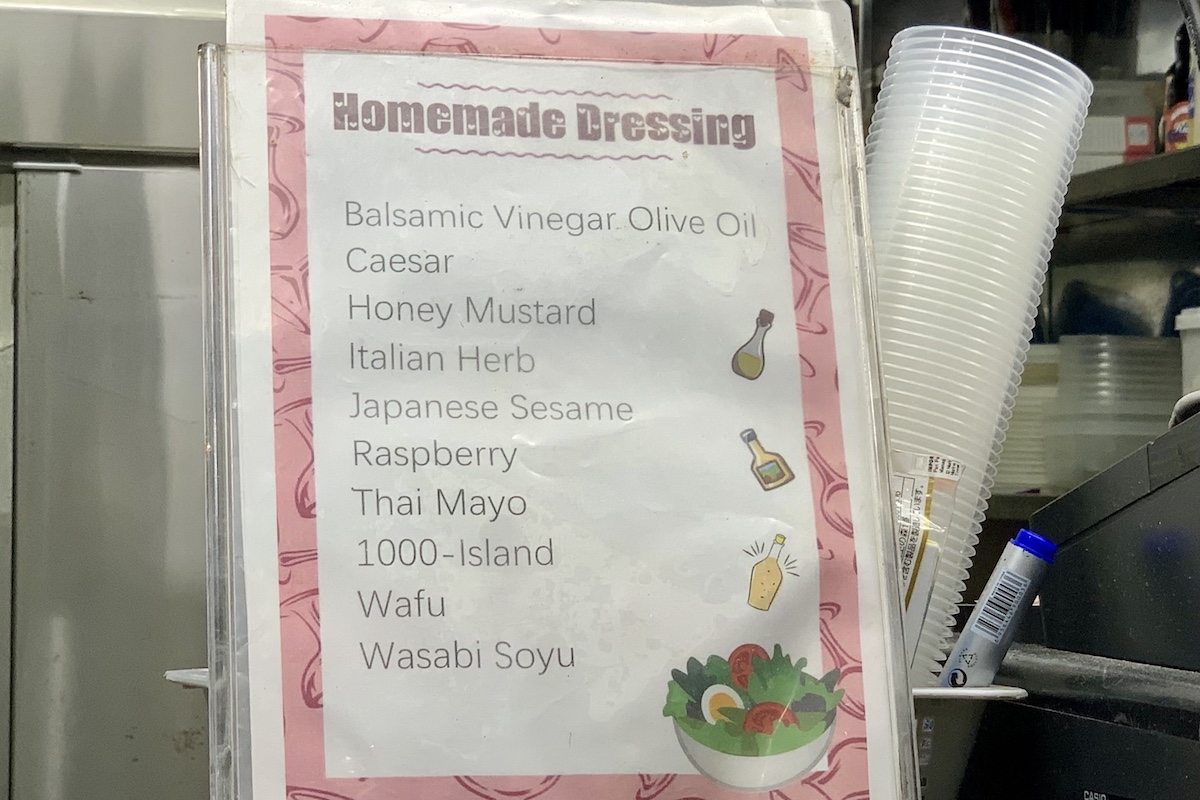 Homemade Dressing
Balsamic Vinegar Olive Oil
Caesar
Honey Mustard
Italian Herb
Japanese Sesame
Raspberry
Thai Mayo
1000-Island
Wafu
Wasabi Soyu
CASIO